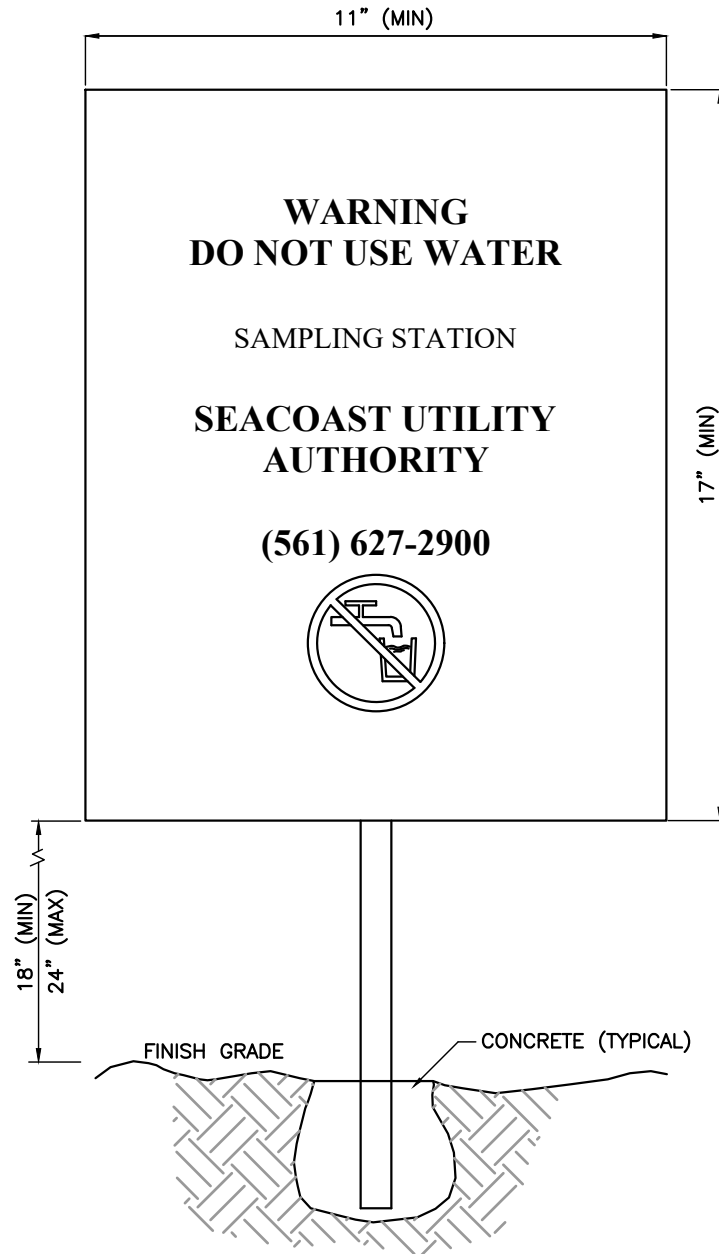 11” (MIN)
WARNING
DO NOT USE WATER
SAMPLING STATION
SEACOAST UTILITY
AUTHORITY
(561) 627-2900
17” (MIN)
18” (MIN)
24” (MAX)
FINISH GRADE
CONCRETE (TYPICAL)